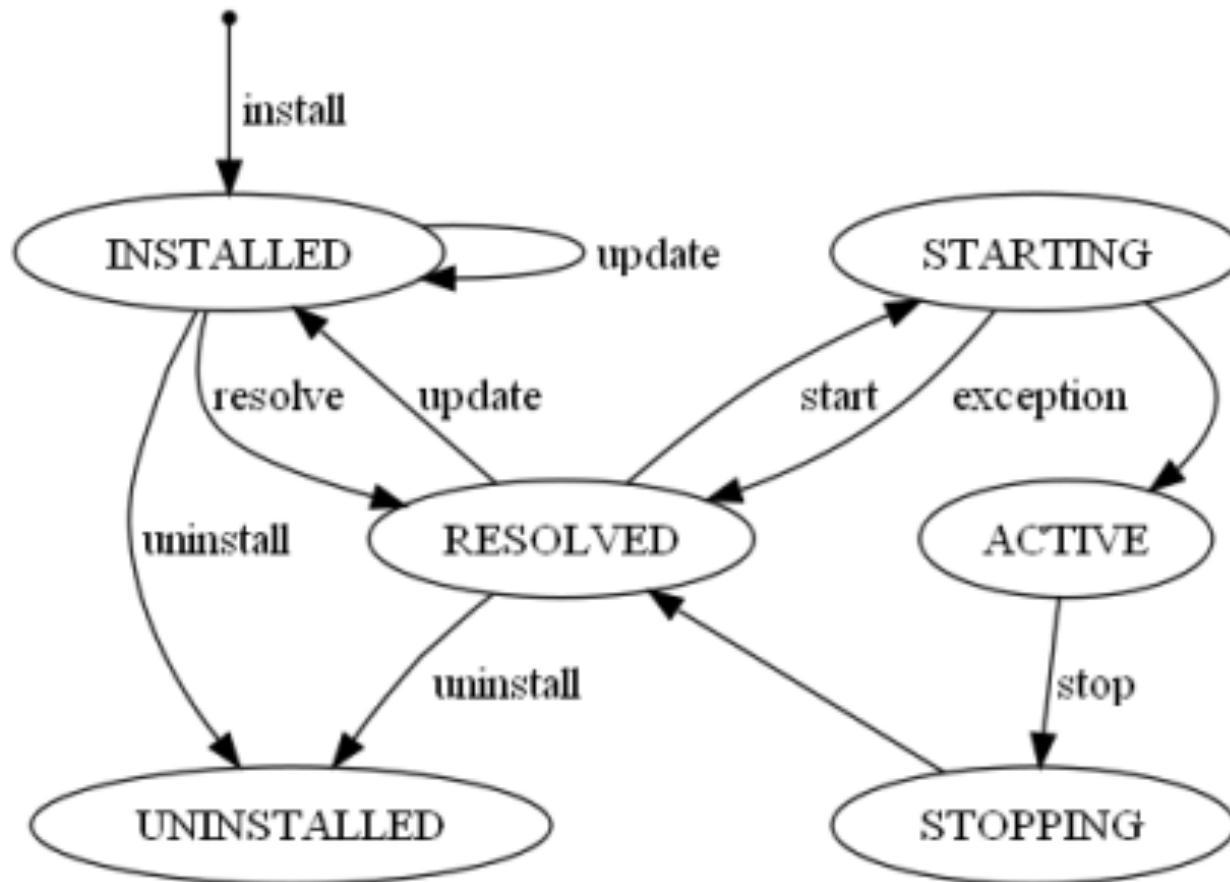 install
INSTALLED
update
STARTING
resolve
update
start
exception
uninstall
RESOLVED
ACTIVE
uninstall
stop
UNINSTALLED
STOPPING